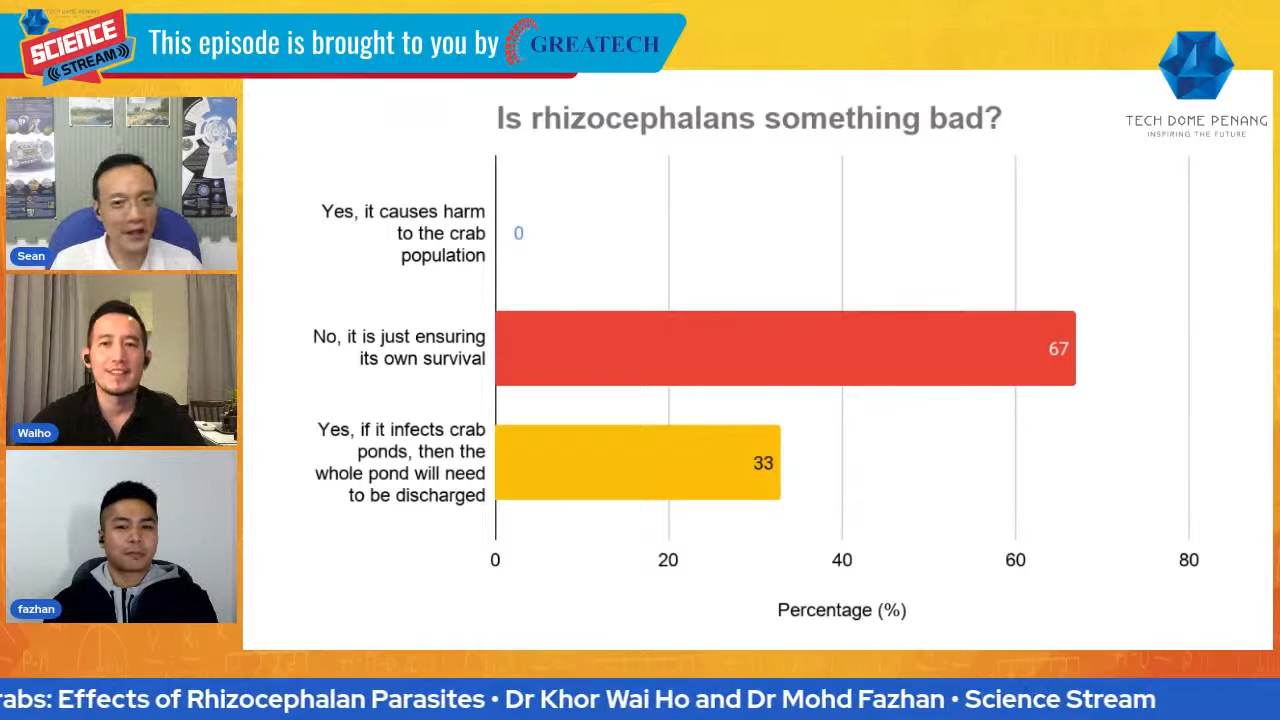 TECH DOME PENANG
SCIENCE
STREAM
This episode is brought to you by
GREATECH
TECH DOME PENANG
INSPIRING THE FUTURE
Is rhizocephalans something bad?
Yes, it causes harm
to the crab
population
0
No, it is just ensuring
its own survival
67
Yes, if it infects crab
ponds, then the
whole pond will need
to be discharged
33
0 20 40 60 80
Percentage (%)
Sean
Waiho
fazhan
rabs: Effects of Rhizocephalan Parasites • Dr Khor Wai Ho and Dr Mohd Fazhan • Science Stream